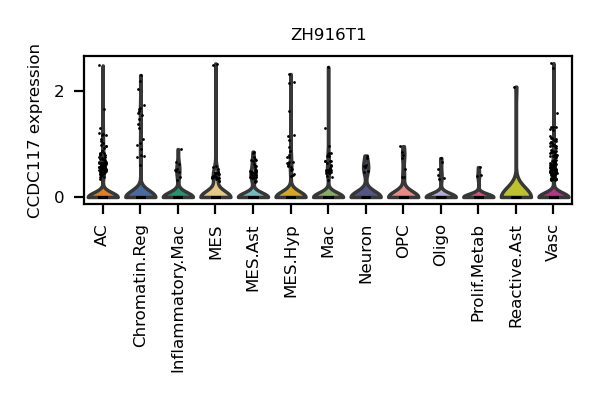 ZH916T1
CCDC117 expression
2
0
AC
Chromatin.Reg
Inflammatory.Mac
MES
MES.Ast
MES.Hyp
Mac
Neuron
OPC
Oligo
Prolif.Metab
Reactive.Ast
Vasc